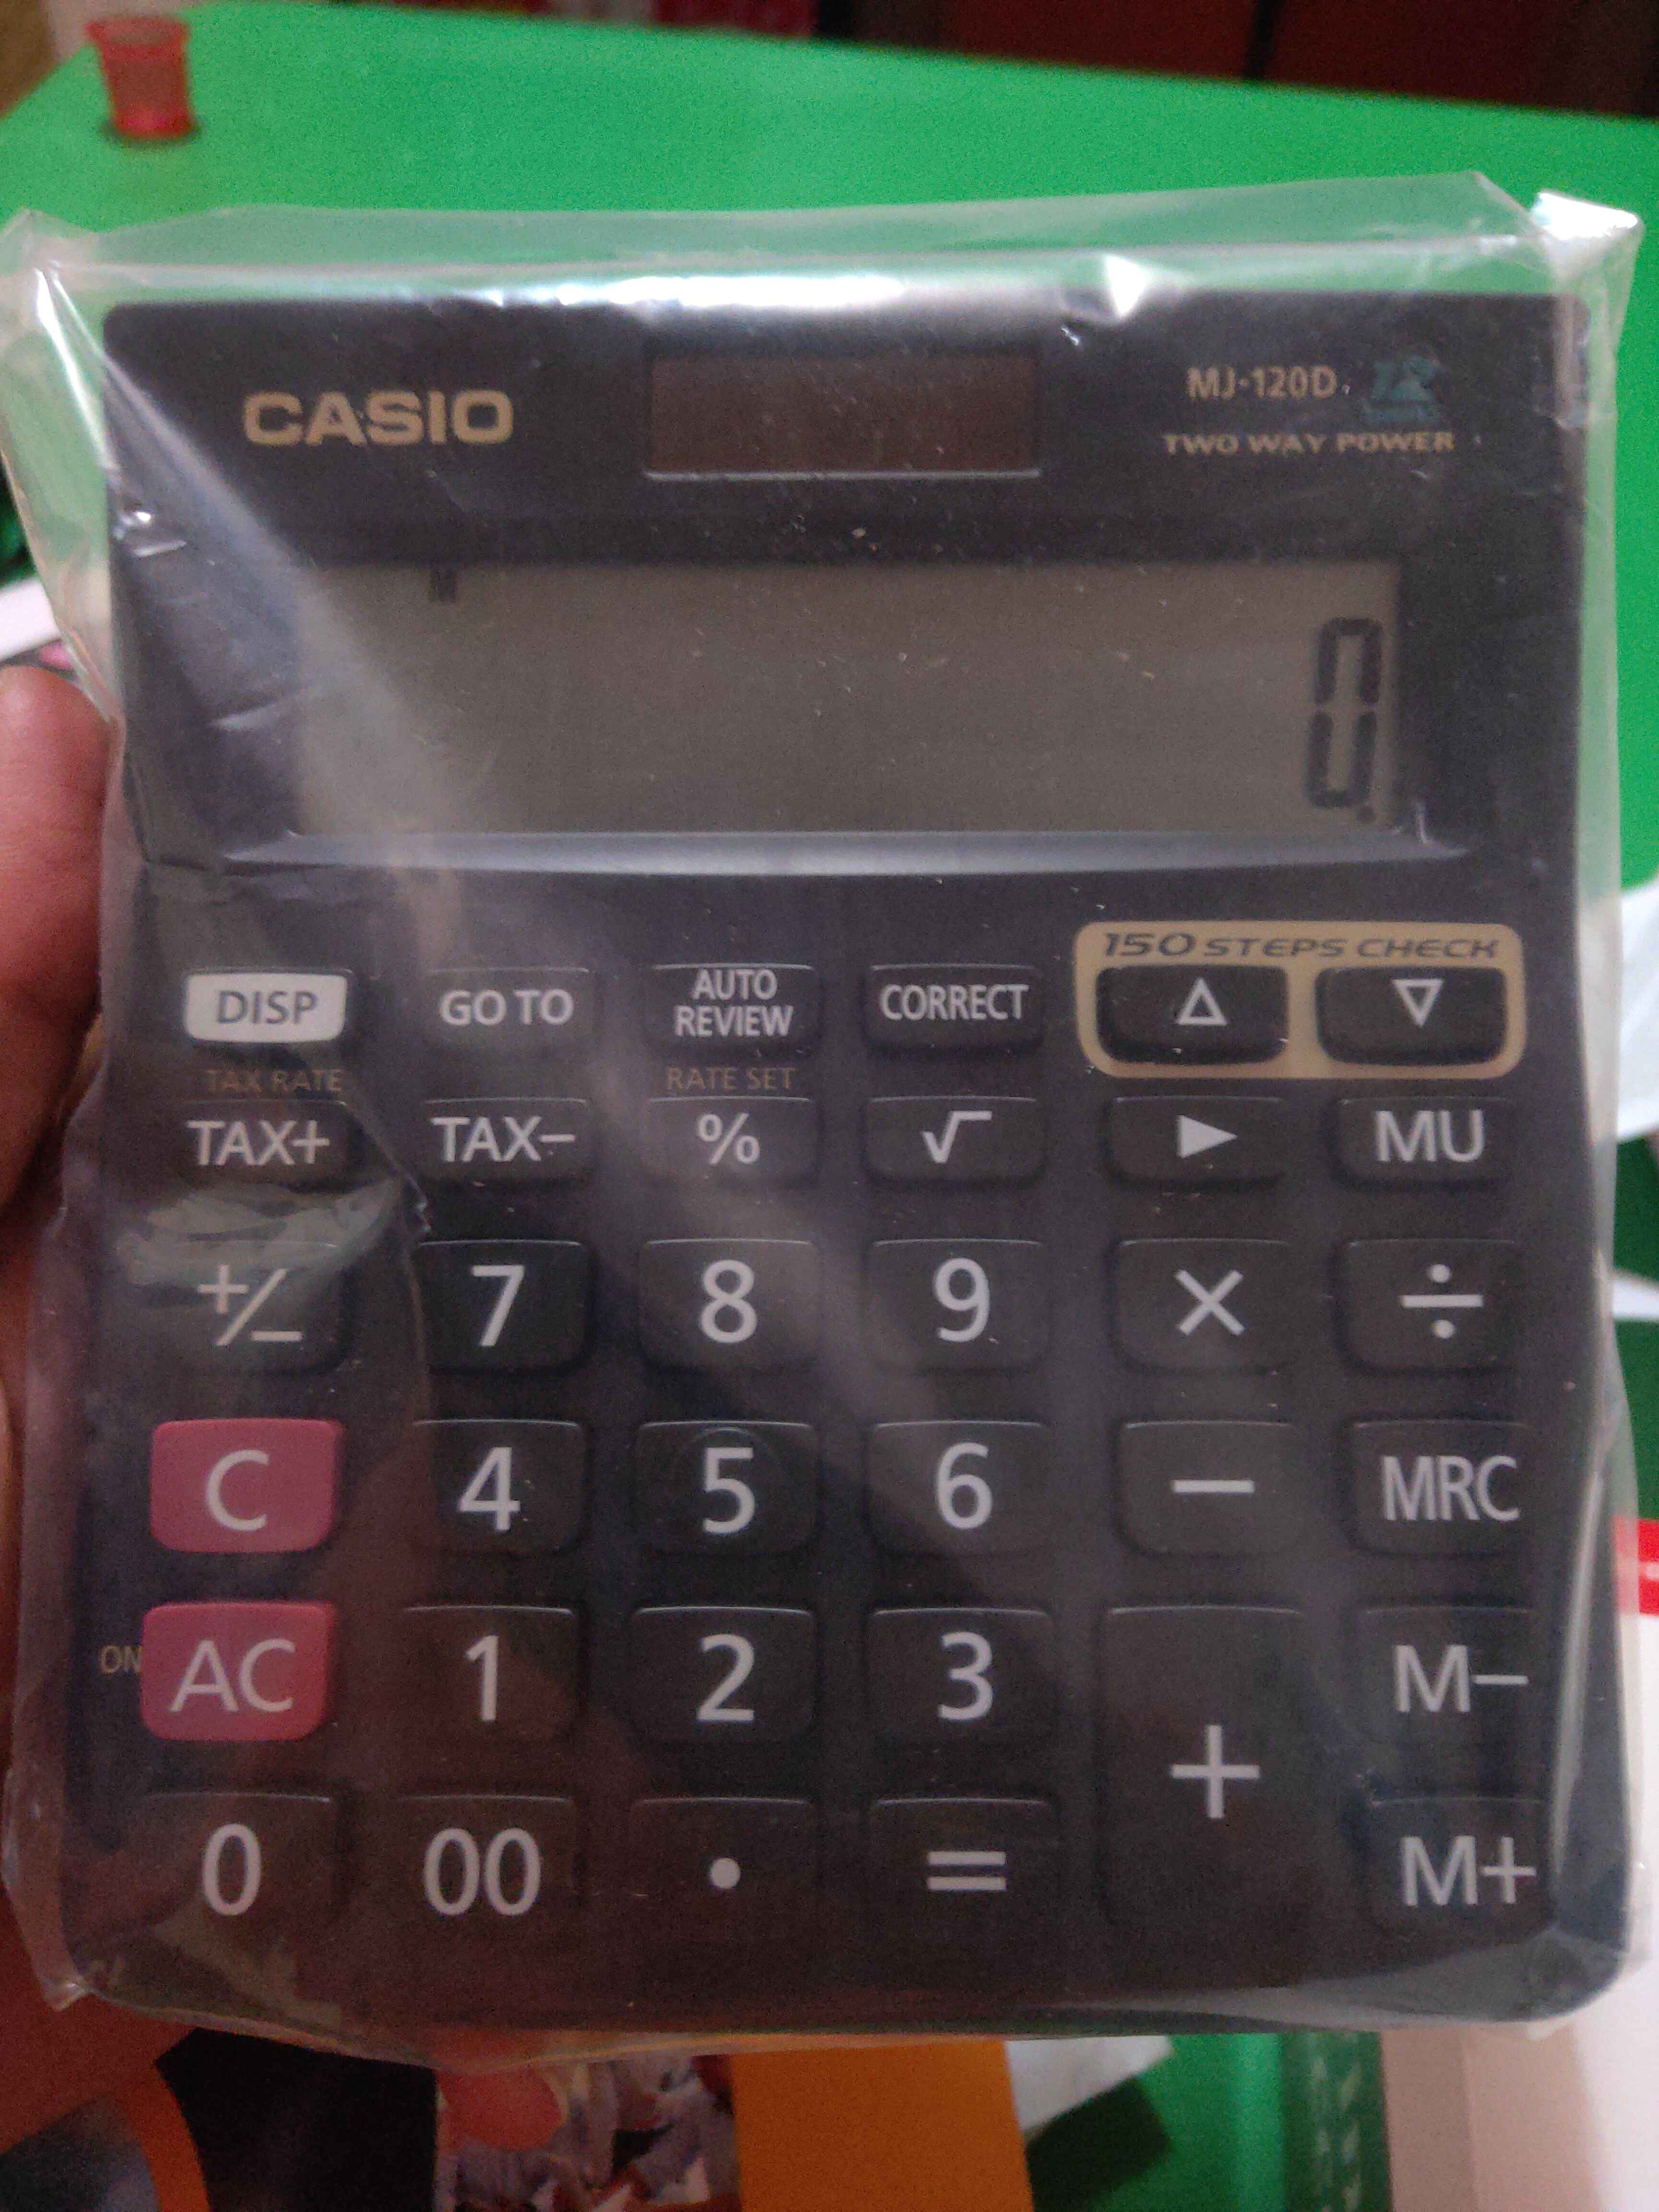 CASIO
MJ-120D
TWO WAY POWER
M
0.
150 STEPS CHECK
DISP GO TO AUTO REVIEW CORRECT △ ▽
TAX RATE RATE SET
TAX+ TAX− % √ ▶ MU
+/− 7 8 9 × ÷
C 4 5 6 − MRC
ON AC 1 2 3 + M−
0 00 • = M+